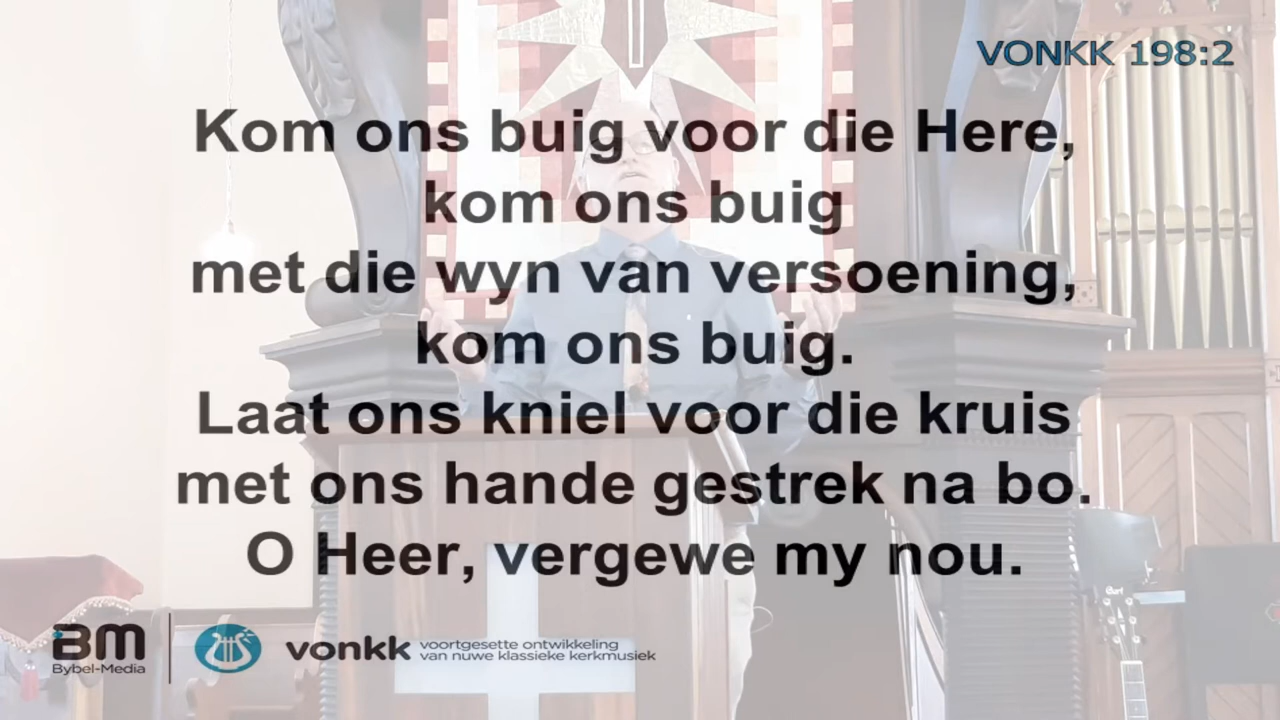 VONKK 198:2
Kom ons buig voor die Here,
kom ons buig
met die wyn van versoening,
kom ons buig.
Laat ons kniel voor die kruis
met ons hande gestrek na bo.
O Heer, vergewe my nou.
BM
Bybel-Media
vonkk
voortgesette ontwikkeling
van nuwe klassieke kerkmusiek